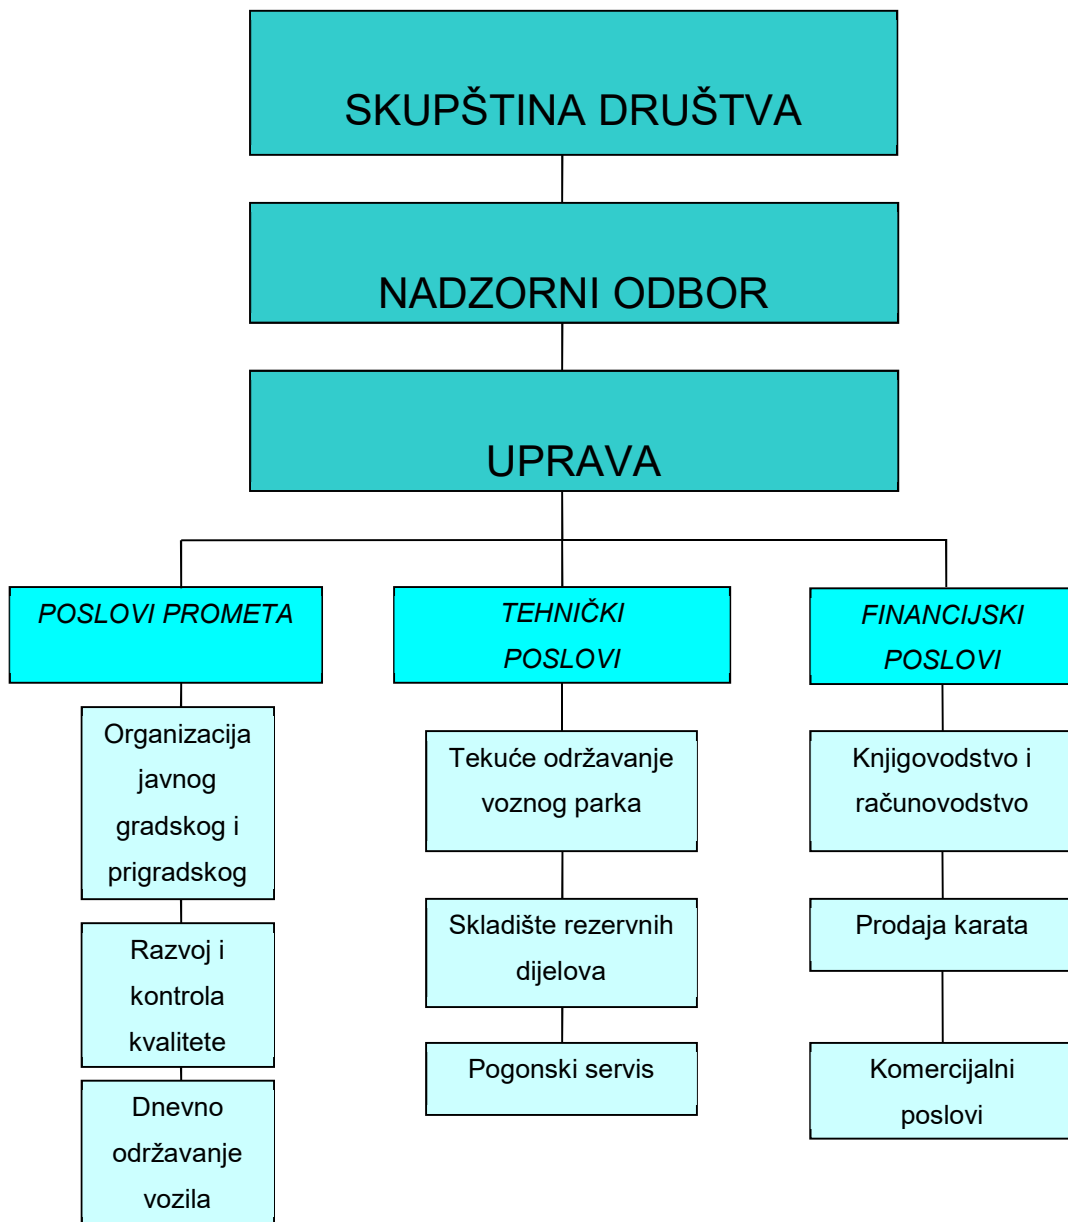 SKUPŠTINA DRUŠTVA
NADZORNI ODBOR
UPRAVA
POSLOVI PROMETA
Organizacija
javnog
gradskog i
prigradskog
Razvoj i
kontrola
kvalitete
Dnevno
održavanje
vozila
TEHNIČKI
POSLOVI
Tekuće održavanje
voznog parka
Skladište rezervnih
dijelova
Pogonski servis
FINANCIJSKI
POSLOVI
Knjigovodstvo i
računovodstvo
Prodaja karata
Komercijalni
poslovi